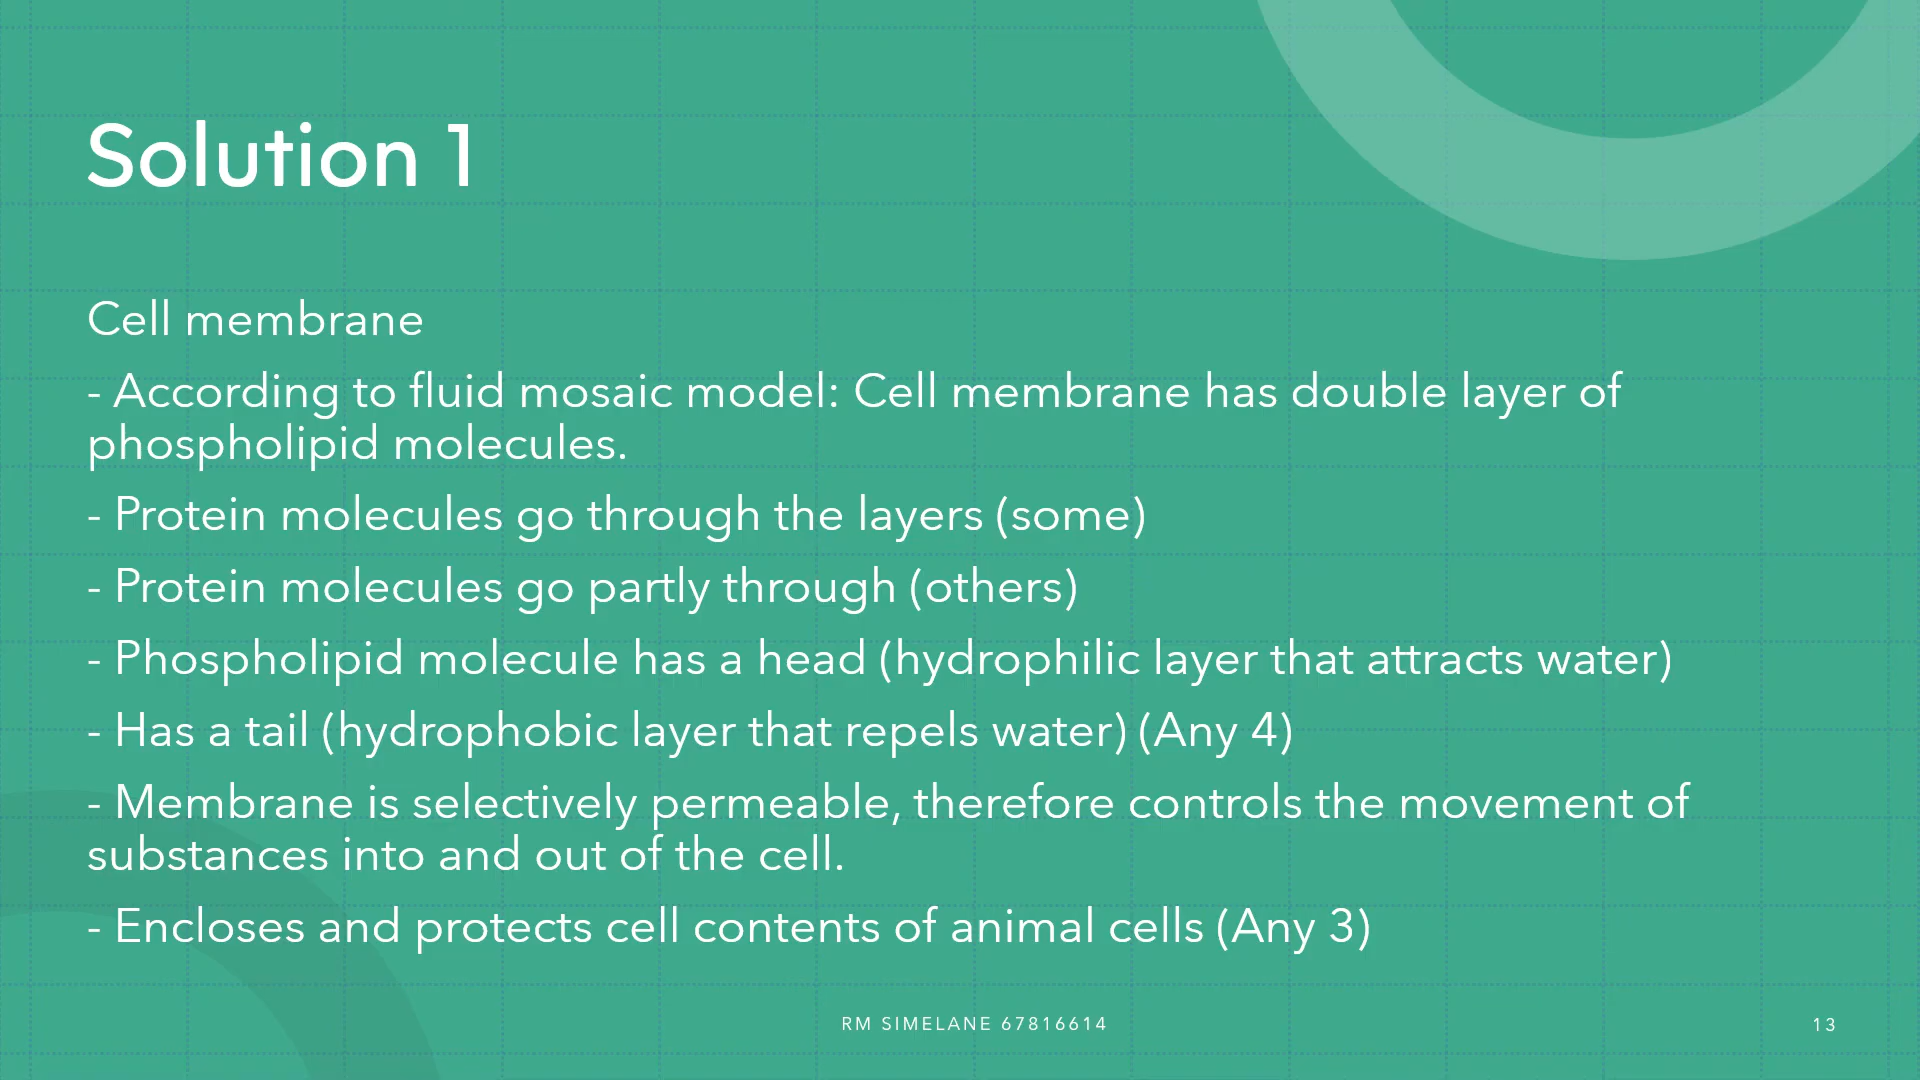 Solution 1
Cell membrane
- According to fluid mosaic model: Cell membrane has double layer of
phospholipid molecules.
- Protein molecules go through the layers (some)
- Protein molecules go partly through (others)
- Phospholipid molecule has a head (hydrophilic layer that attracts water)
- Has a tail (hydrophobic layer that repels water) (Any 4)
- Membrane is selectively permeable, therefore controls the movement of
substances into and out of the cell.
- Encloses and protects cell contents of animal cells (Any 3)
RM SIMELANE 67816614
13